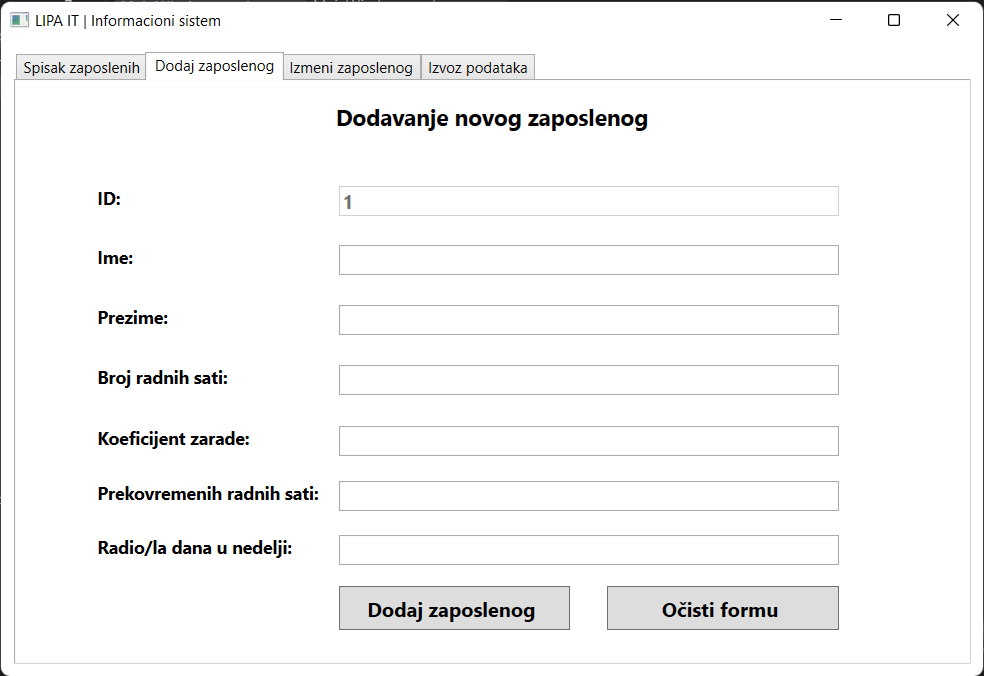 LIPA IT | Informacioni sistem
Spisak zaposlenih Dodaj zaposlenog Izmeni zaposlenog Izvoz podataka
Dodavanje novog zaposlenog
ID: 1
Ime:
Prezime:
Broj radnih sati:
Koeficijent zarade:
Prekovremenih radnih sati:
Radio/la dana u nedelji:
Dodaj zaposlenog Očisti formu